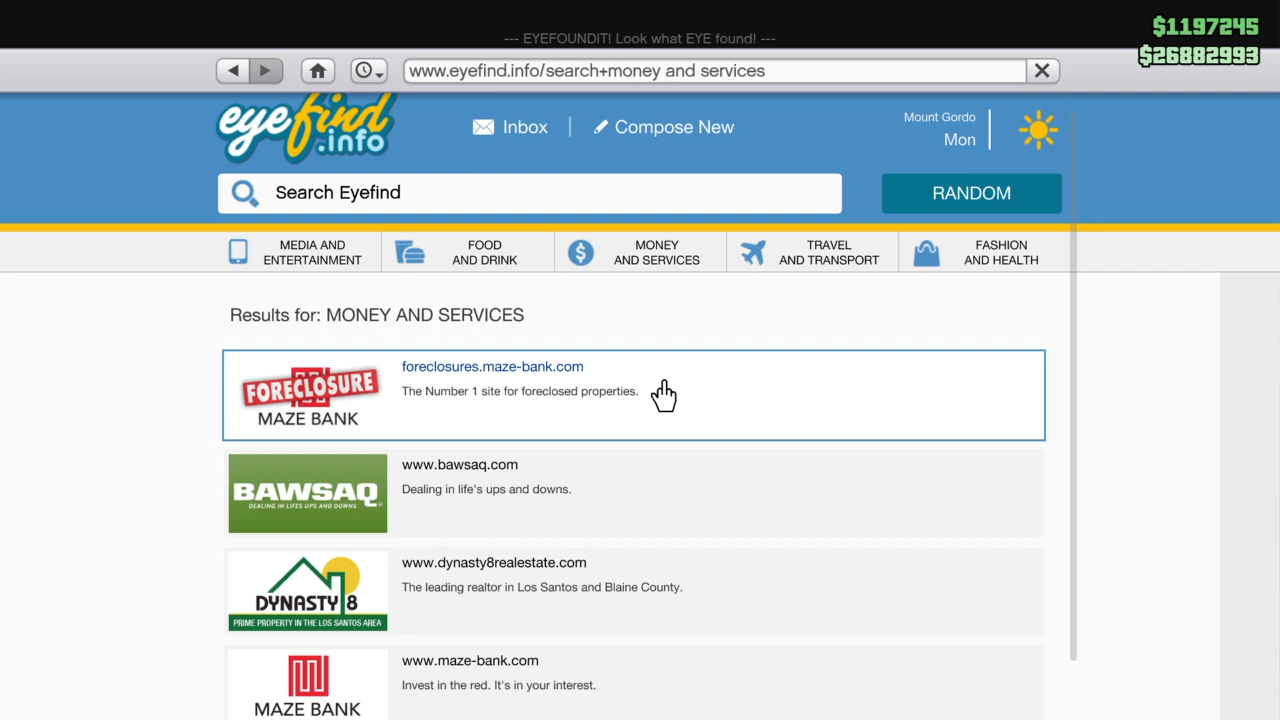 $1197245
--- EYEFOUNDIT! Look what EYE found! ---
$26882993
www.eyefind.info/search+money and services
eyefind
.info
Inbox
Compose New
Mount Gordo
Mon
Search Eyefind
RANDOM
MEDIA AND
ENTERTAINMENT
FOOD
AND DRINK
MONEY
AND SERVICES
TRAVEL
AND TRANSPORT
FASHION
AND HEALTH
Results for: MONEY AND SERVICES
FORECLOSURE
MAZE BANK
foreclosures.maze-bank.com
The Number 1 site for foreclosed properties.
BAWSAQ
DEALING IN LIFE'S UPS AND DOWNS
www.bawsaq.com
Dealing in life's ups and downs.
DYNASTY 8
PRIME PROPERTY IN THE LOS SANTOS AREA
www.dynasty8realestate.com
The leading realtor in Los Santos and Blaine County.
MAZE BANK
www.maze-bank.com
Invest in the red. It's in your interest.